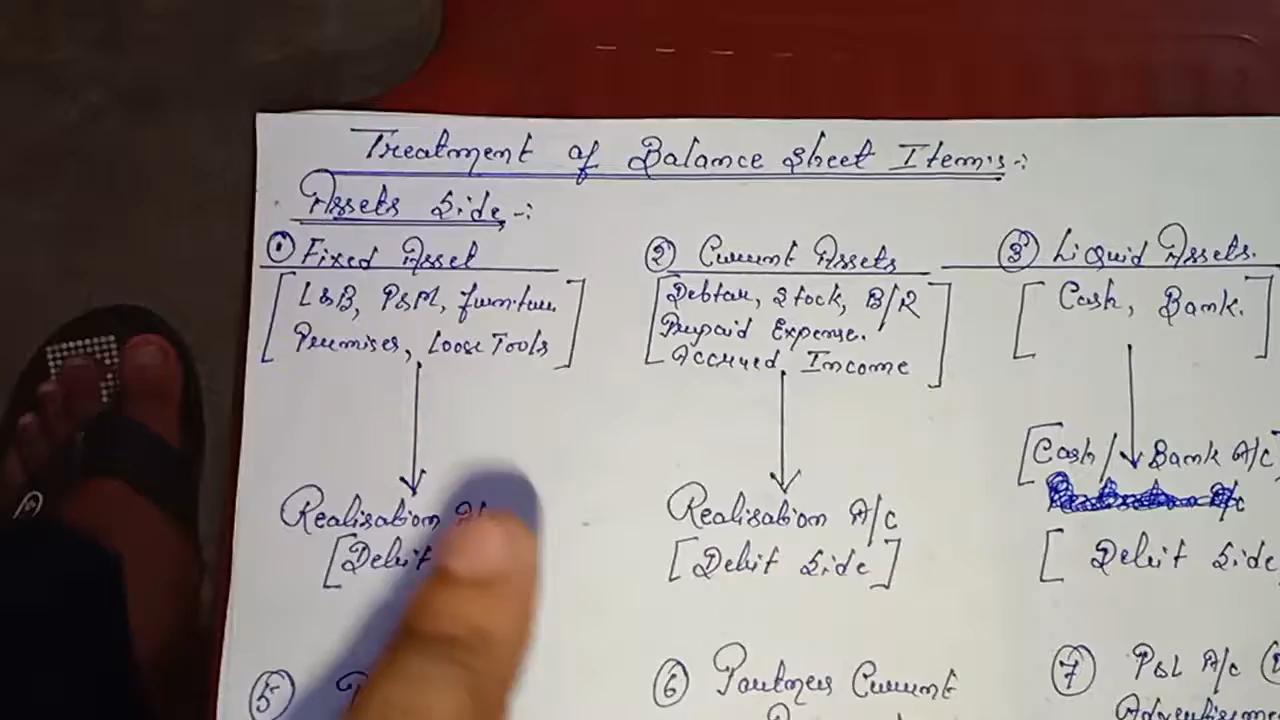 Treatment of Balance Sheet Items:-
Assets Side:-
① Fixed Asset
[L&B, P&M, furniture.
Premises, Loose Tools]
↓
Realisation A/c
[Debit
② Current Assets
[Debtor, Stock, B/R
Prepaid Expense.
Accrued Income]
↓
Realisation A/c
[Debit Side]
③ Liquid Assets.
[Cash, Bank.]
↓
[Cash/Bank A/c]
A/c
[Debit Side
⑤
⑥ Partners Current
⑦ P&L A/c